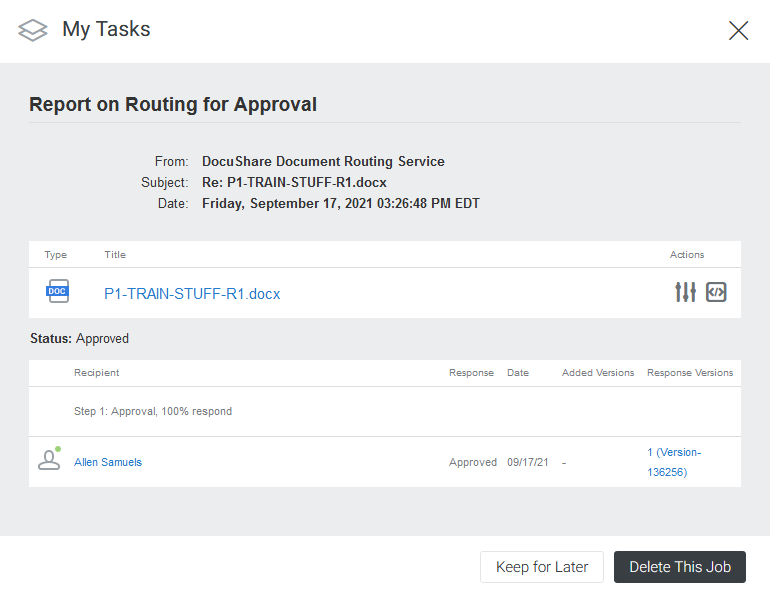 My Tasks
Report on Routing for Approval
From: DocuShare Document Routing Service
Subject: Re: P1-TRAIN-STUFF-R1.docx
Date: Friday, September 17, 2021 03:26:48 PM EDT
Type Title Actions
DOC P1-TRAIN-STUFF-R1.docx </>
Status: Approved
Recipient Response Date Added Versions Response Versions
Step 1: Approval, 100% respond
Allen Samuels Approved 09/17/21 - 1 (Version-
136256)
Keep for Later Delete This Job